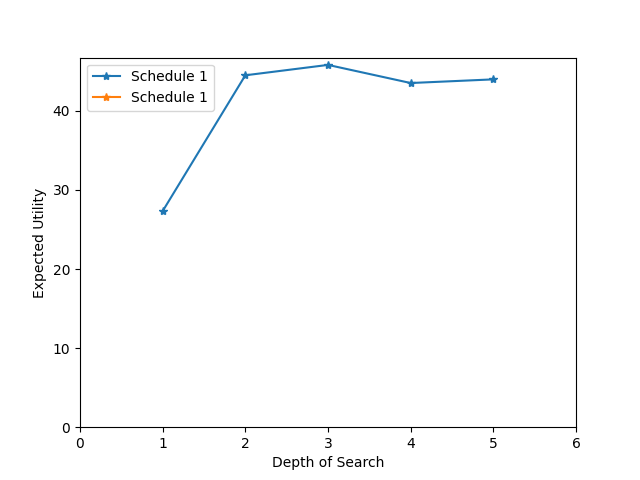 Schedule 1
Schedule 1
40
30
20
10
0
Expected Utility
0 1 2 3 4 5 6
Depth of Search